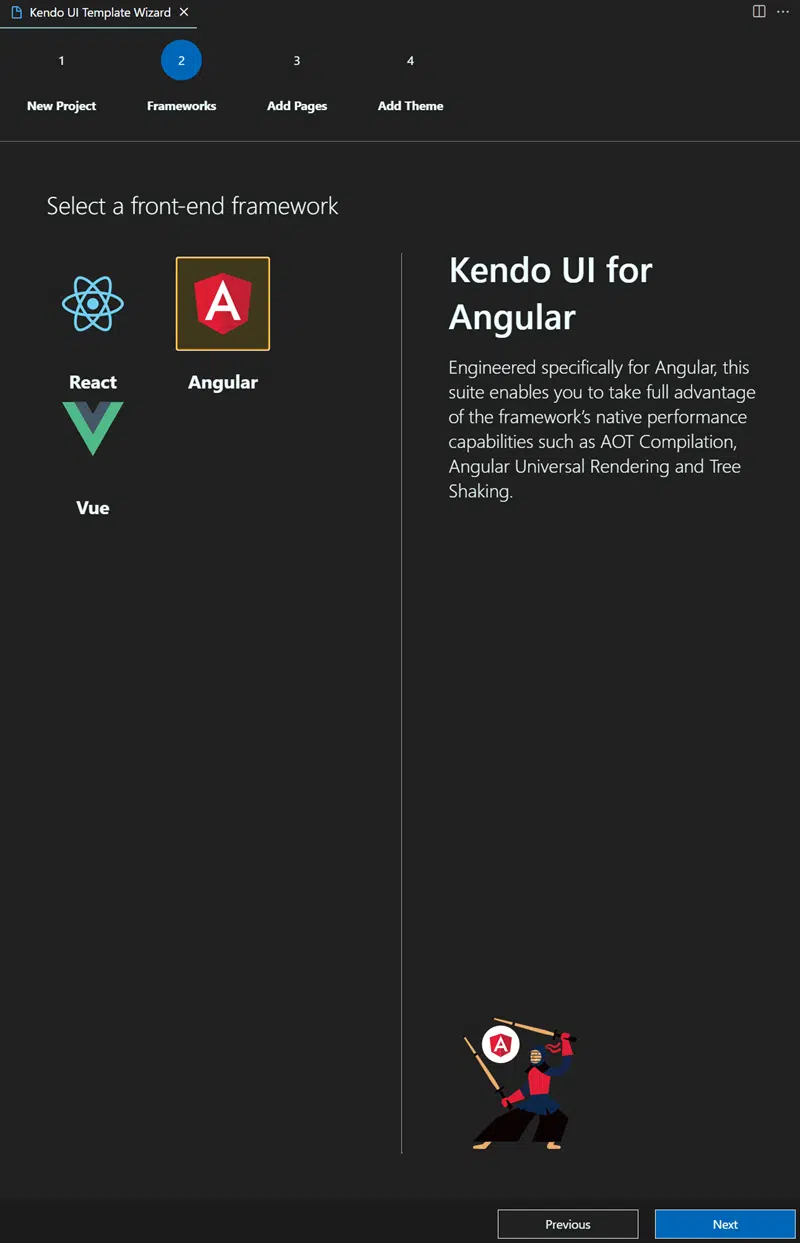 Kendo UI Template Wizard
1
2
3
4
New Project
Frameworks
Add Pages
Add Theme
Select a front-end framework
React
Angular
Vue
Kendo UI for
Angular
Engineered specifically for Angular, this
suite enables you to take full advantage
of the framework's native performance
capabilities such as AOT Compilation,
Angular Universal Rendering and Tree
Shaking.
Previous
Next